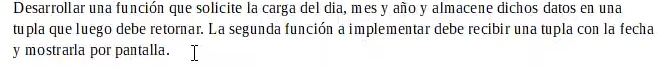 Desarrollar una función que solicite la carga del dia, mes y año y almacene dichos datos en una
tupla que luego debe retornar. La segunda función a implementar debe recibir una tupla con la fecha
y mostrarla por pantalla.